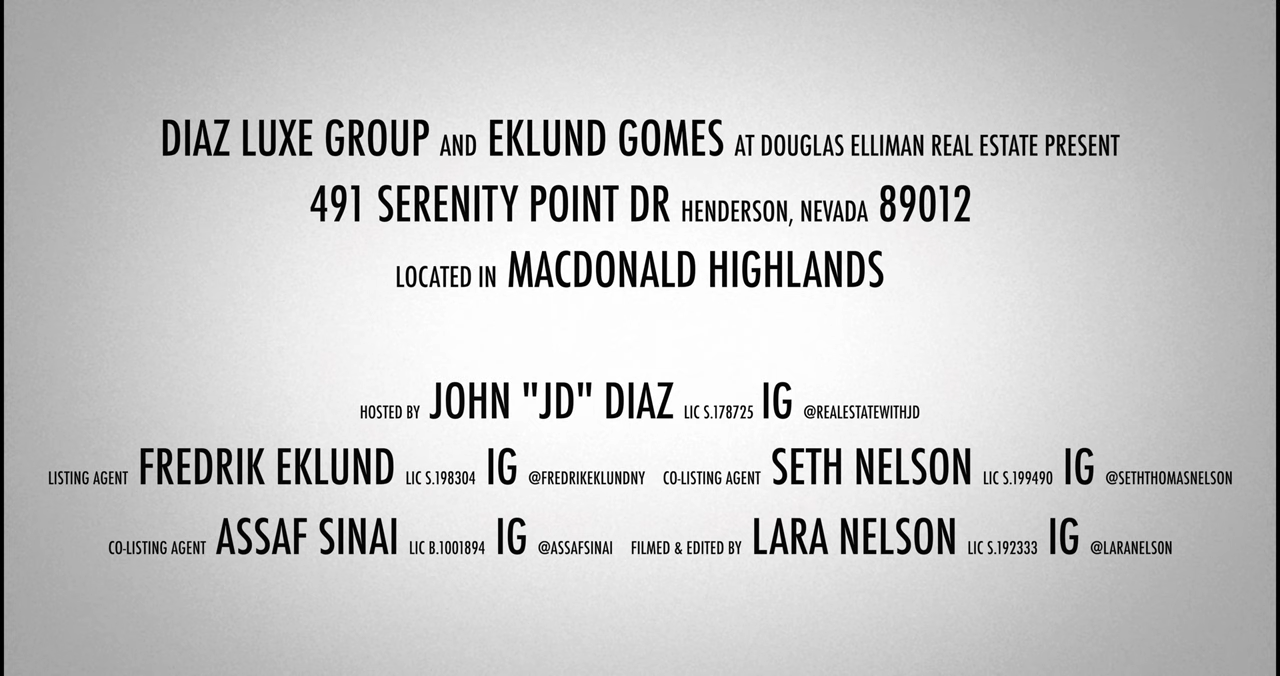 DIAZ LUXE GROUP AND EKLUND GOMES AT DOUGLAS ELLIMAN REAL ESTATE PRESENT
491 SERENITY POINT DR HENDERSON, NEVADA 89012
LOCATED IN MACDONALD HIGHLANDS
HOSTED BY JOHN "JD" DIAZ LIC S.178725 IG @REALESTATEWITHJD
LISTING AGENT FREDRIK EKLUND LIC S.198304 IG @FREDRIKEKLUNDNY CO-LISTING AGENT SETH NELSON LIC S.199490 IG @SETHTHOMASNELSON
CO-LISTING AGENT ASSAF SINAI LIC B.1001894 IG @ASSAFSINAI FILMED & EDITED BY LARA NELSON LIC S.192333 IG @LARANELSON